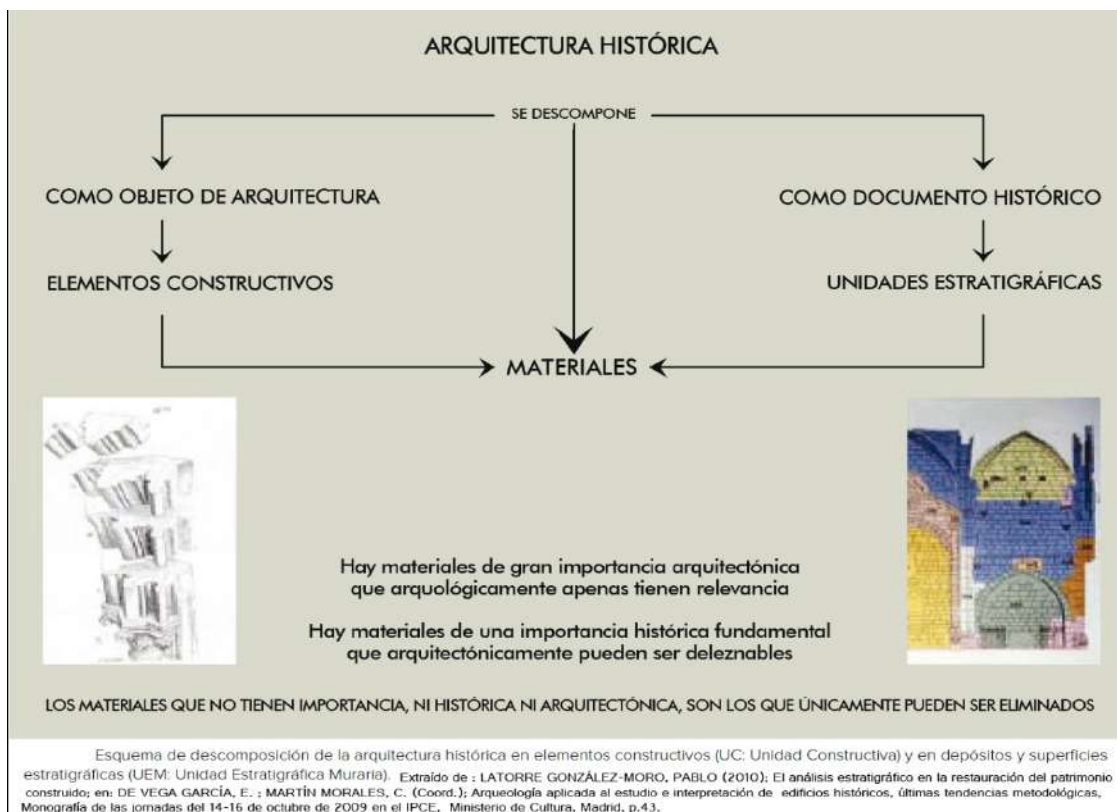 ARQUITECTURA HISTÓRICA
SE DESCOMPONE
COMO OBJETO DE ARQUITECTURA
COMO DOCUMENTO HISTÓRICO
ELEMENTOS CONSTRUCTIVOS
UNIDADES ESTRATIGRÁFICAS
MATERIALES
Hay materiales de gran importancia arquitectónica
que arquológicamente apenas tienen relevancia
Hay materiales de una importancia histórica fundamental
que arquitectónicamente pueden ser deleznables
LOS MATERIALES QUE NO TIENEN IMPORTANCIA, NI HISTÓRICA NI ARQUITECTÓNICA, SON LOS QUE ÚNICAMENTE PUEDEN SER ELIMINADOS
Esquema de descomposición de la arquitectura histórica en elementos constructivos (UC: Unidad Constructiva) y en depósitos y superficies
estratigráficas (UEM: Unidad Estratigráfica Muraria). Extraído de : LATORRE GONZÁLEZ-MORO, PABLO (2010); El análisis estratigráfico en la restauración del patrimonio
construido; en: DE VEGA GARCÍA, E. ; MARTÍN MORALES, C. (Coord.); Arqueología aplicada al estudio e interpretación de edificios históricos, últimas tendencias metodológicas,
Monografía de las jornadas del 14-16 de octubre de 2009 en el IPCE, Ministerio de Cultura, Madrid, p.43.